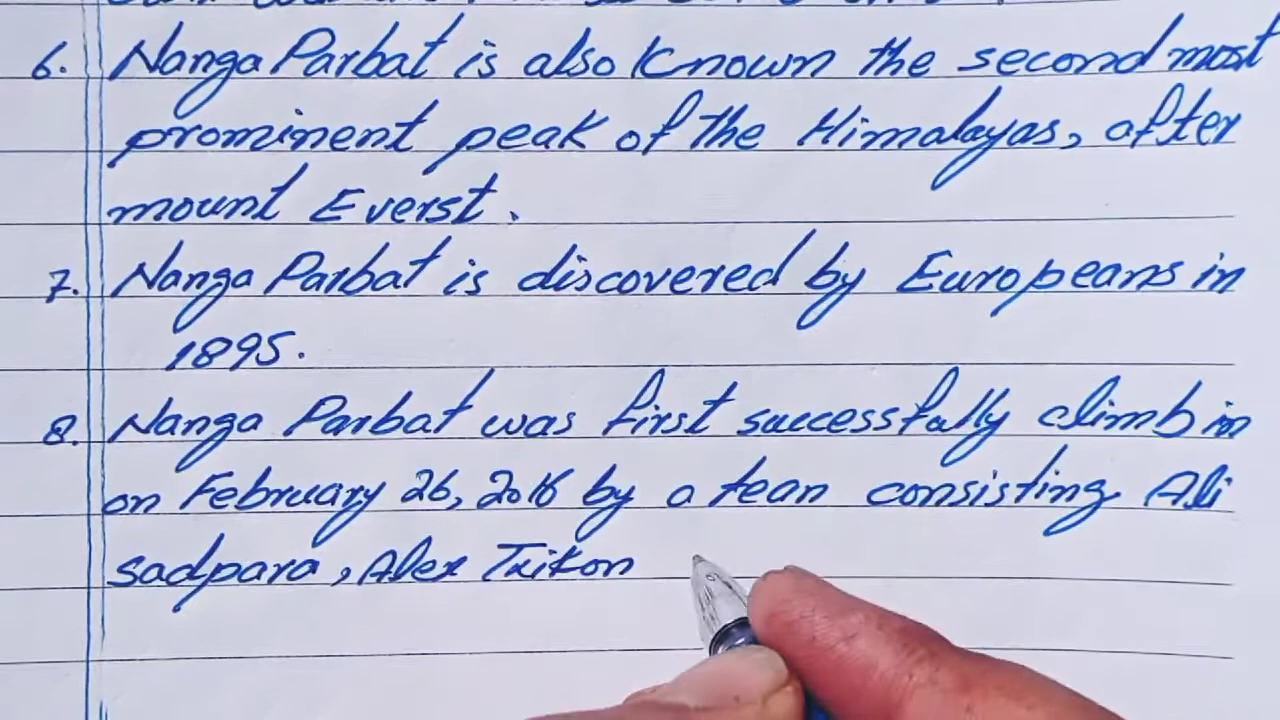 6. Nanga Parbat is also Known the second most
prominent peak of the Himalayas, after
mount Everst.
7. Nanga Parbat is discovered by Europeans in
1895.
8. Nanga Parbat was first successfully climb in
on February 26, 2016 by a tean consisting Ali
sadpara, Alex Txikon